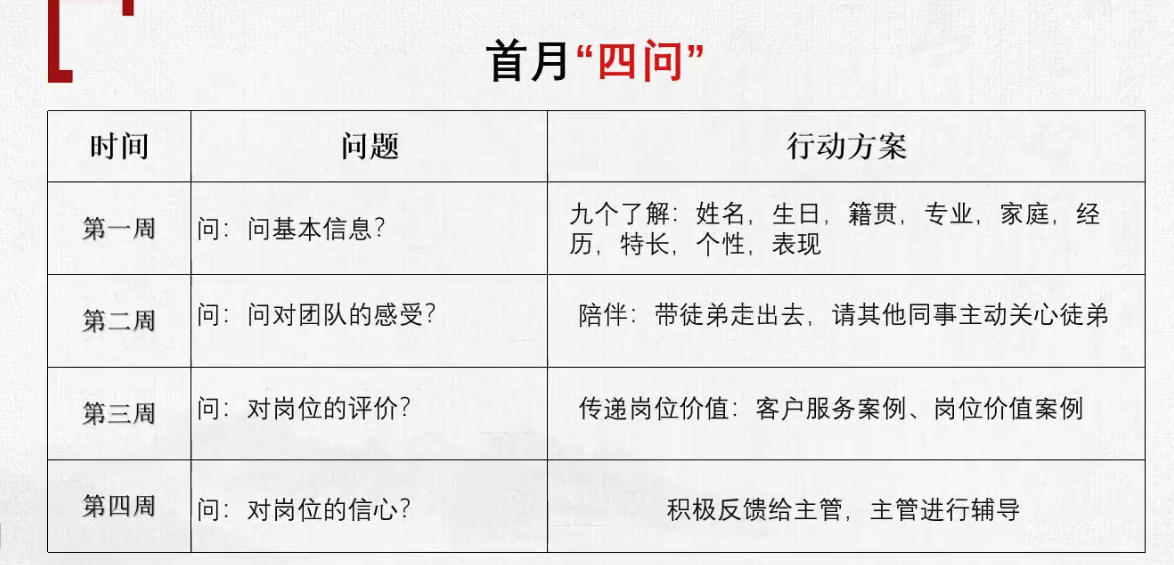 首月“四问”
时间 问题 行动方案
第一周 问：问基本信息？ 九个了解：姓名，生日，籍贯，专业，家庭，经
历，特长，个性，表现
第二周 问：问对团队的感受？ 陪伴：带徒弟走出去，请其他同事主动关心徒弟
第三周 问：对岗位的评价？ 传递岗位价值：客户服务案例、岗位价值案例
第四周 问：对岗位的信心？ 积极反馈给主管，主管进行辅导